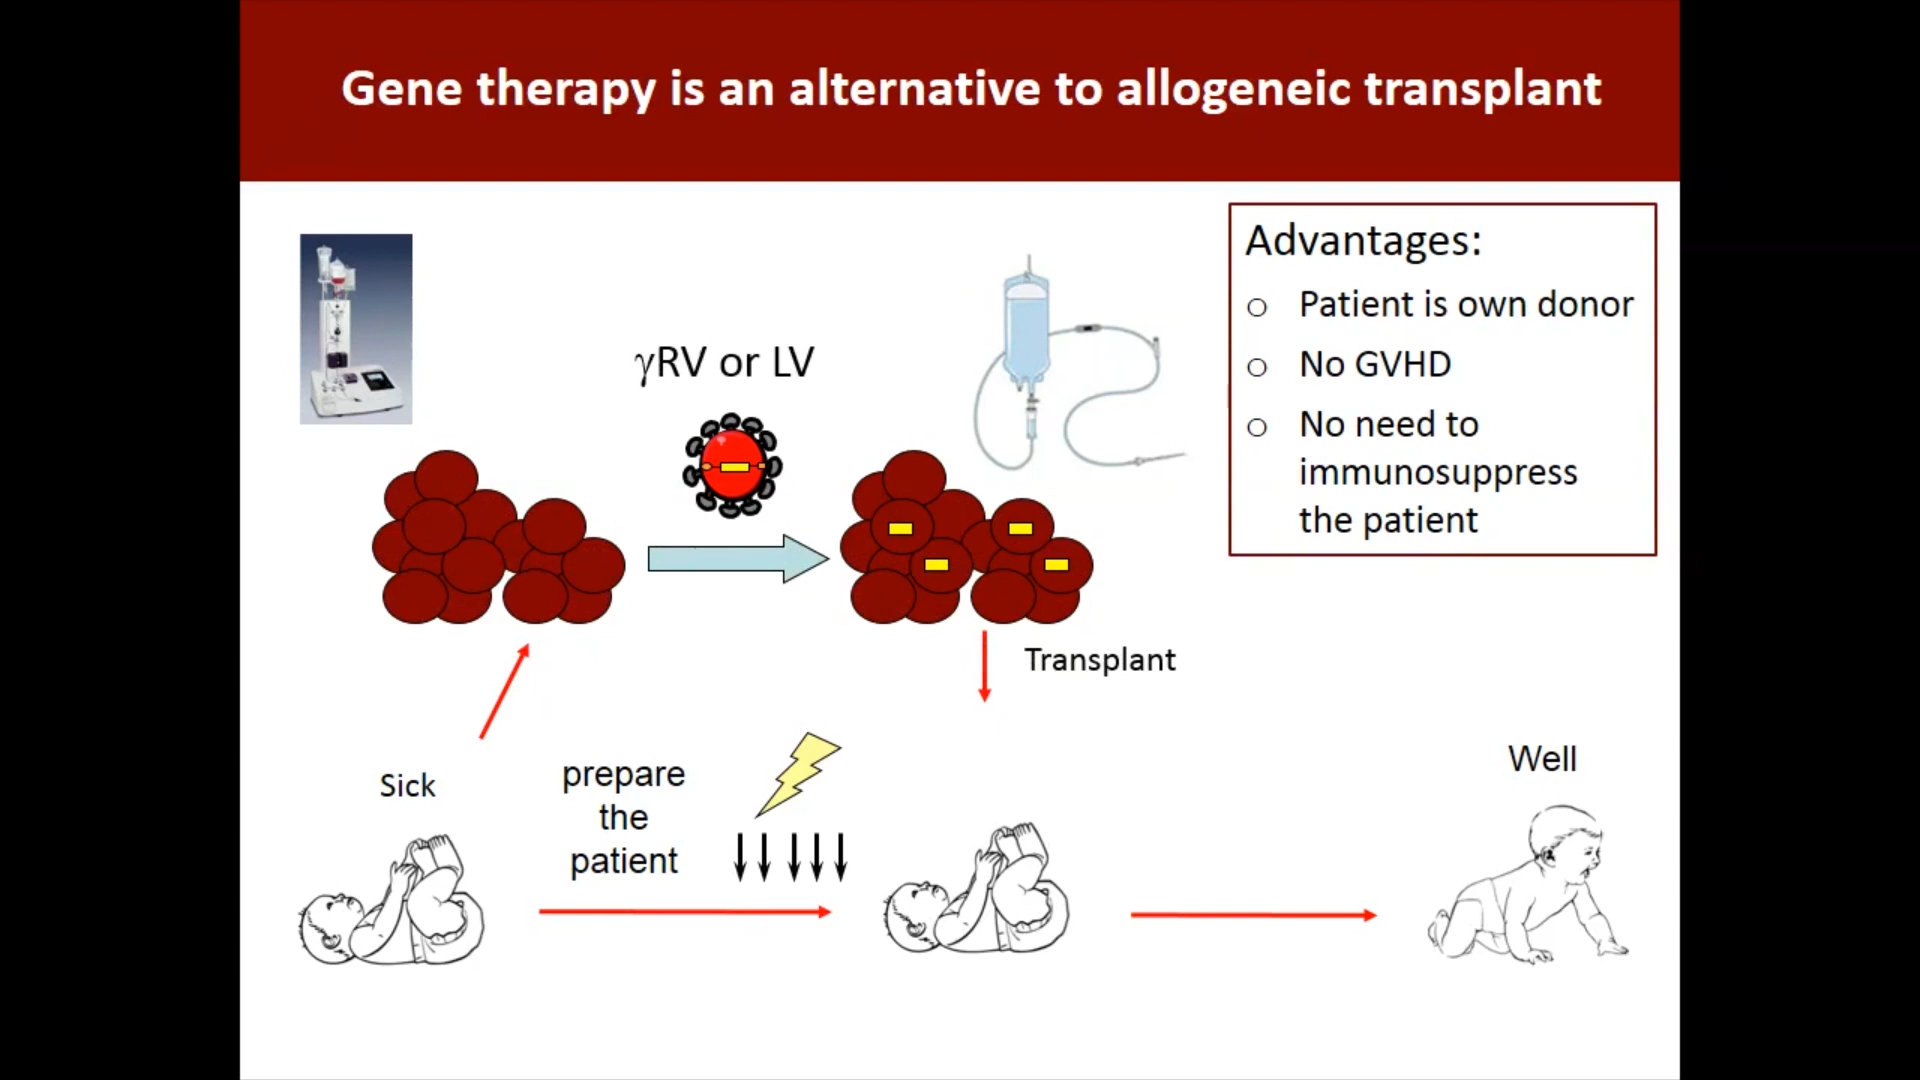 Gene therapy is an alternative to allogeneic transplant
Advantages:
o Patient is own donor
o No GVHD
o No need to
immunosuppress
the patient
γRV or LV
Transplant
Sick
prepare
the
patient
Well